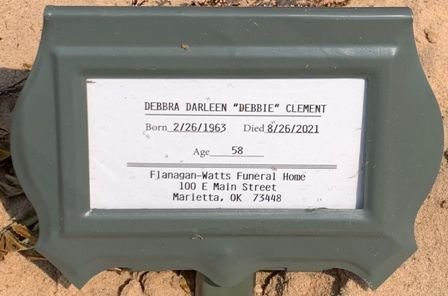 DEBBRA DARLEEN "DEBBIE" CLEMENT
Born 2/26/1963 Died 8/26/2021
Age 58
Flanagan-Watts Funeral Home
100 E Main Street
Marietta, OK 73448